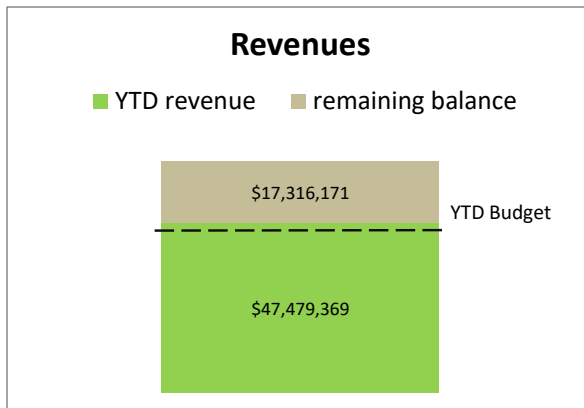 Revenues
YTD revenue remaining balance
$17,316,171
YTD Budget
$47,479,369